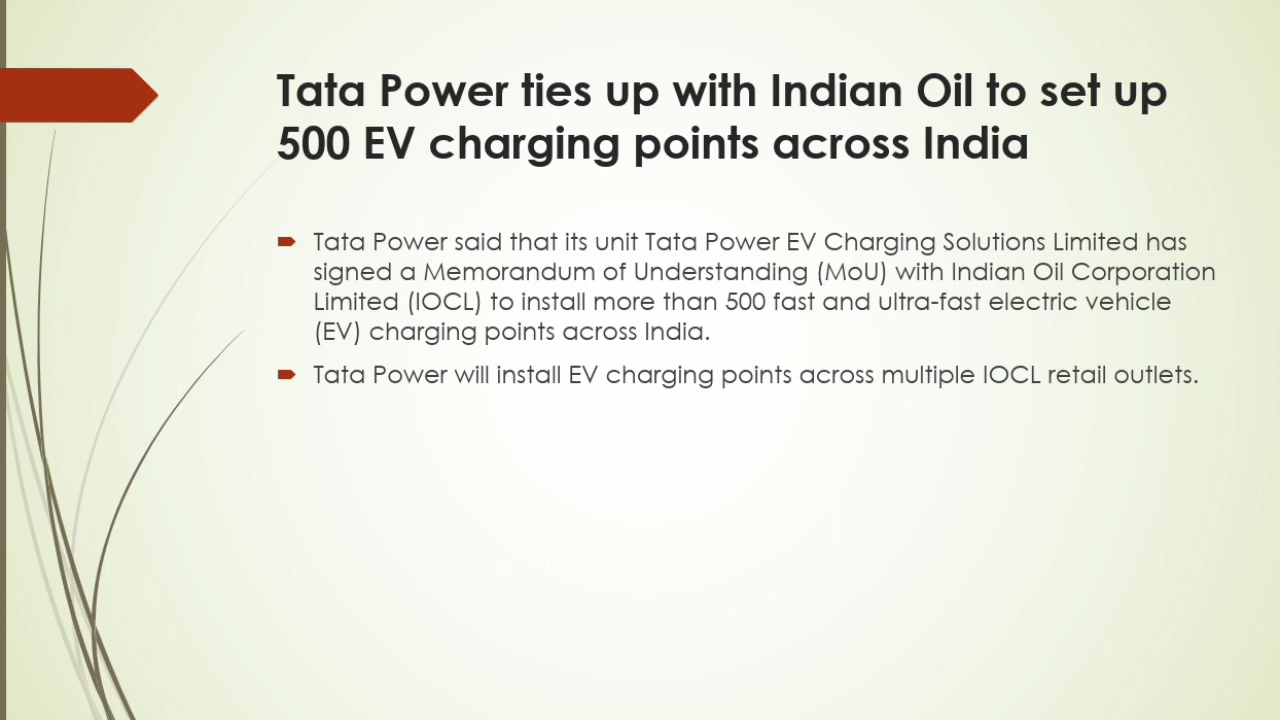 Tata Power ties up with Indian Oil to set up
500 EV charging points across India
Tata Power said that its unit Tata Power EV Charging Solutions Limited has
signed a Memorandum of Understanding (MoU) with Indian Oil Corporation
Limited (IOCL) to install more than 500 fast and ultra-fast electric vehicle
(EV) charging points across India.
Tata Power will install EV charging points across multiple IOCL retail outlets.